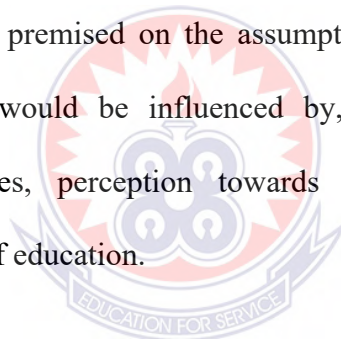 premised on the assumpt
would be influenced by,
es, perception towards
f education.
EDUCATION FOR SERVICE